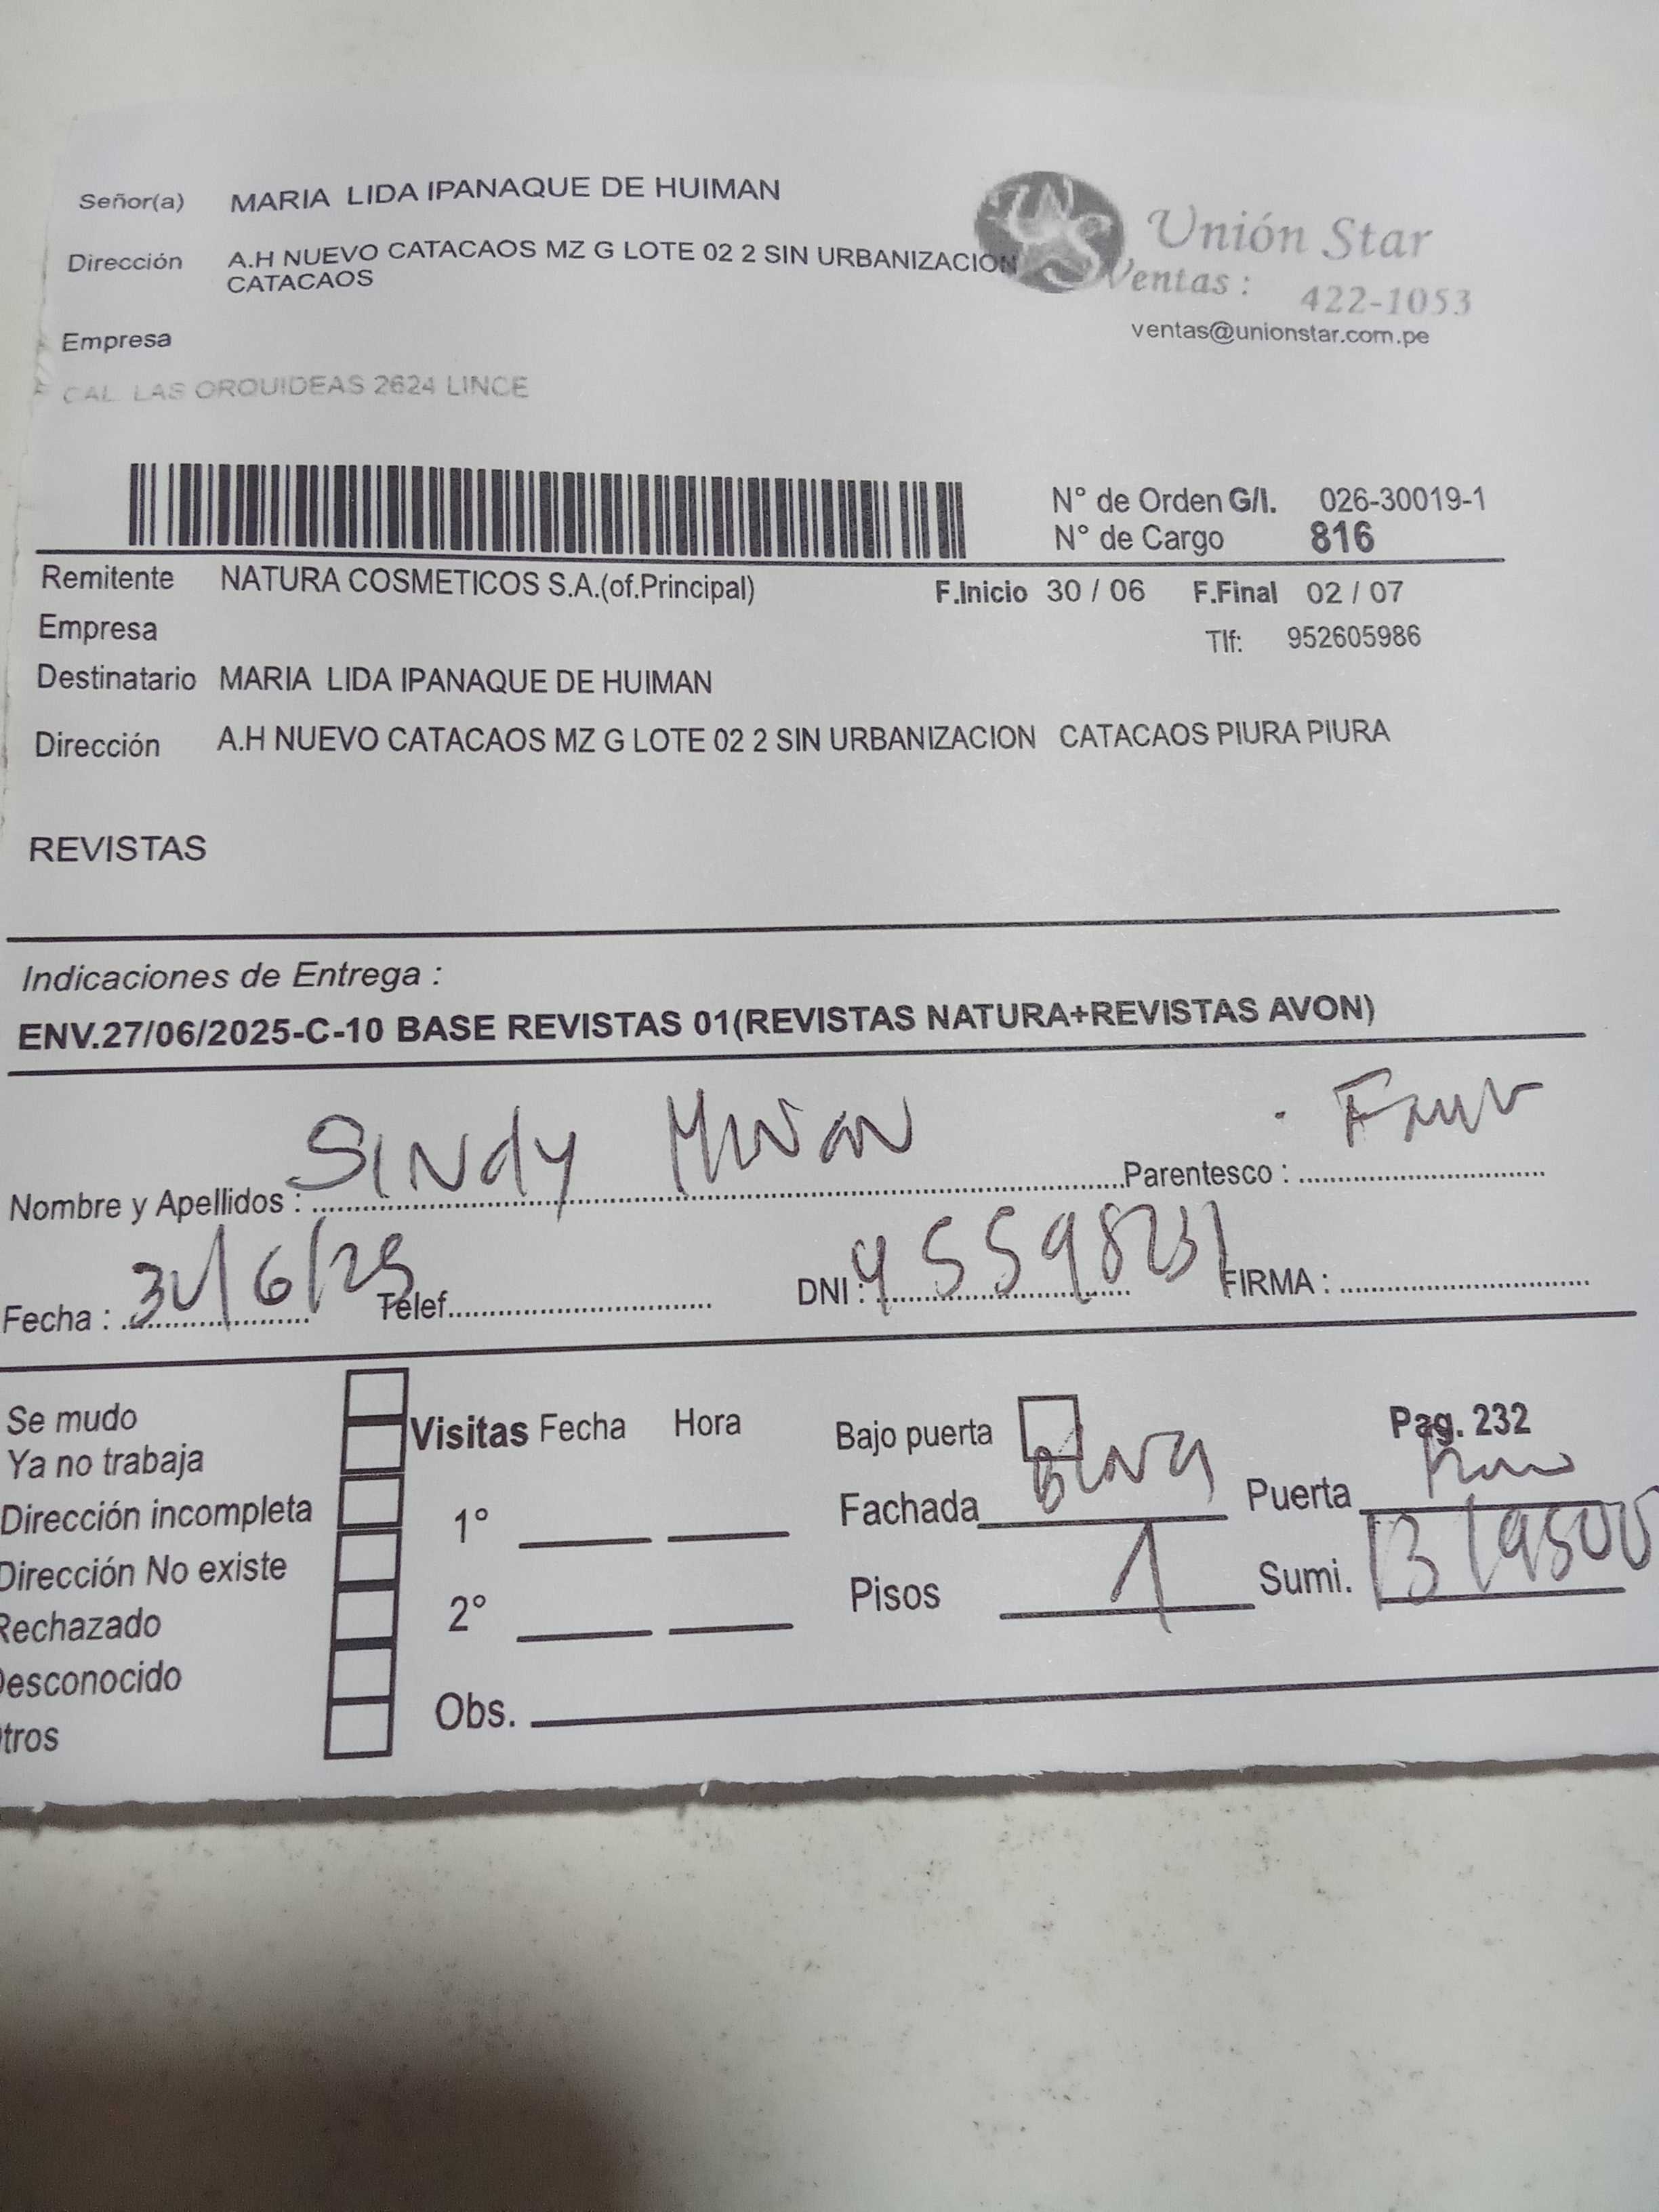 Señor(a) MARIA LIDA IPANAQUE DE HUIMAN
Dirección A.H NUEVO CATACAOS MZ G LOTE 02 2 SIN URBANIZACION
CATACAOS
Unión Star
Ventas : 422-1053
ventas@unionstar.com.pe
Empresa
CAL. LAS ORQUIDEAS 2624 LINCE
N° de Orden G/I. 026-30019-1
N° de Cargo 816
Remitente NATURA COSMETICOS S.A.(of.Principal) F.Inicio 30 / 06 F.Final 02 / 07
Empresa Tlf: 952605986
Destinatario MARIA LIDA IPANAQUE DE HUIMAN
Dirección A.H NUEVO CATACAOS MZ G LOTE 02 2 SIN URBANIZACION CATACAOS PIURA PIURA
REVISTAS
Indicaciones de Entrega :
ENV.27/06/2025-C-10 BASE REVISTAS 01(REVISTAS NATURA+REVISTAS AVON)
Nombre y Apellidos : SINDY Parentesco :
Fecha : Telef. DNI : FIRMA :
Se mudo
Ya no trabaja
Dirección incompleta
Dirección No existe
Rechazado
Desconocido
tros
Visitas Fecha Hora
1°
2°
Obs.
Bajo puerta Pag. 232
Fachada Puerta
Pisos 1 Sumi.